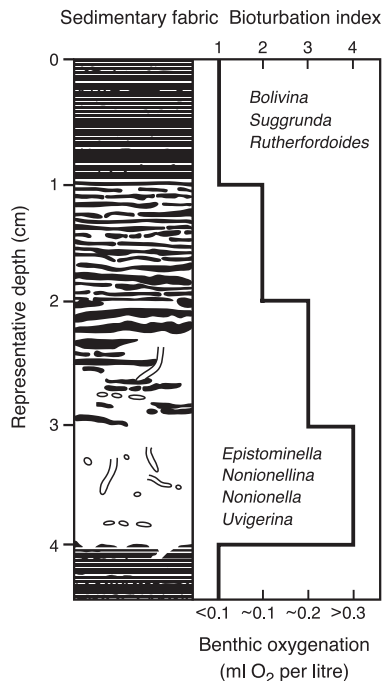 Sedimentary fabric Bioturbation index
1 2 3 4
0
Bolivina
Suggrunda
Rutherfordoides
1
2
3
Epistominella
Nonionellina
Nonionella
Uvigerina
4
Representative depth (cm)
<0.1 ~0.1 ~0.2 >0.3
Benthic oxygenation
(ml O₂ per litre)